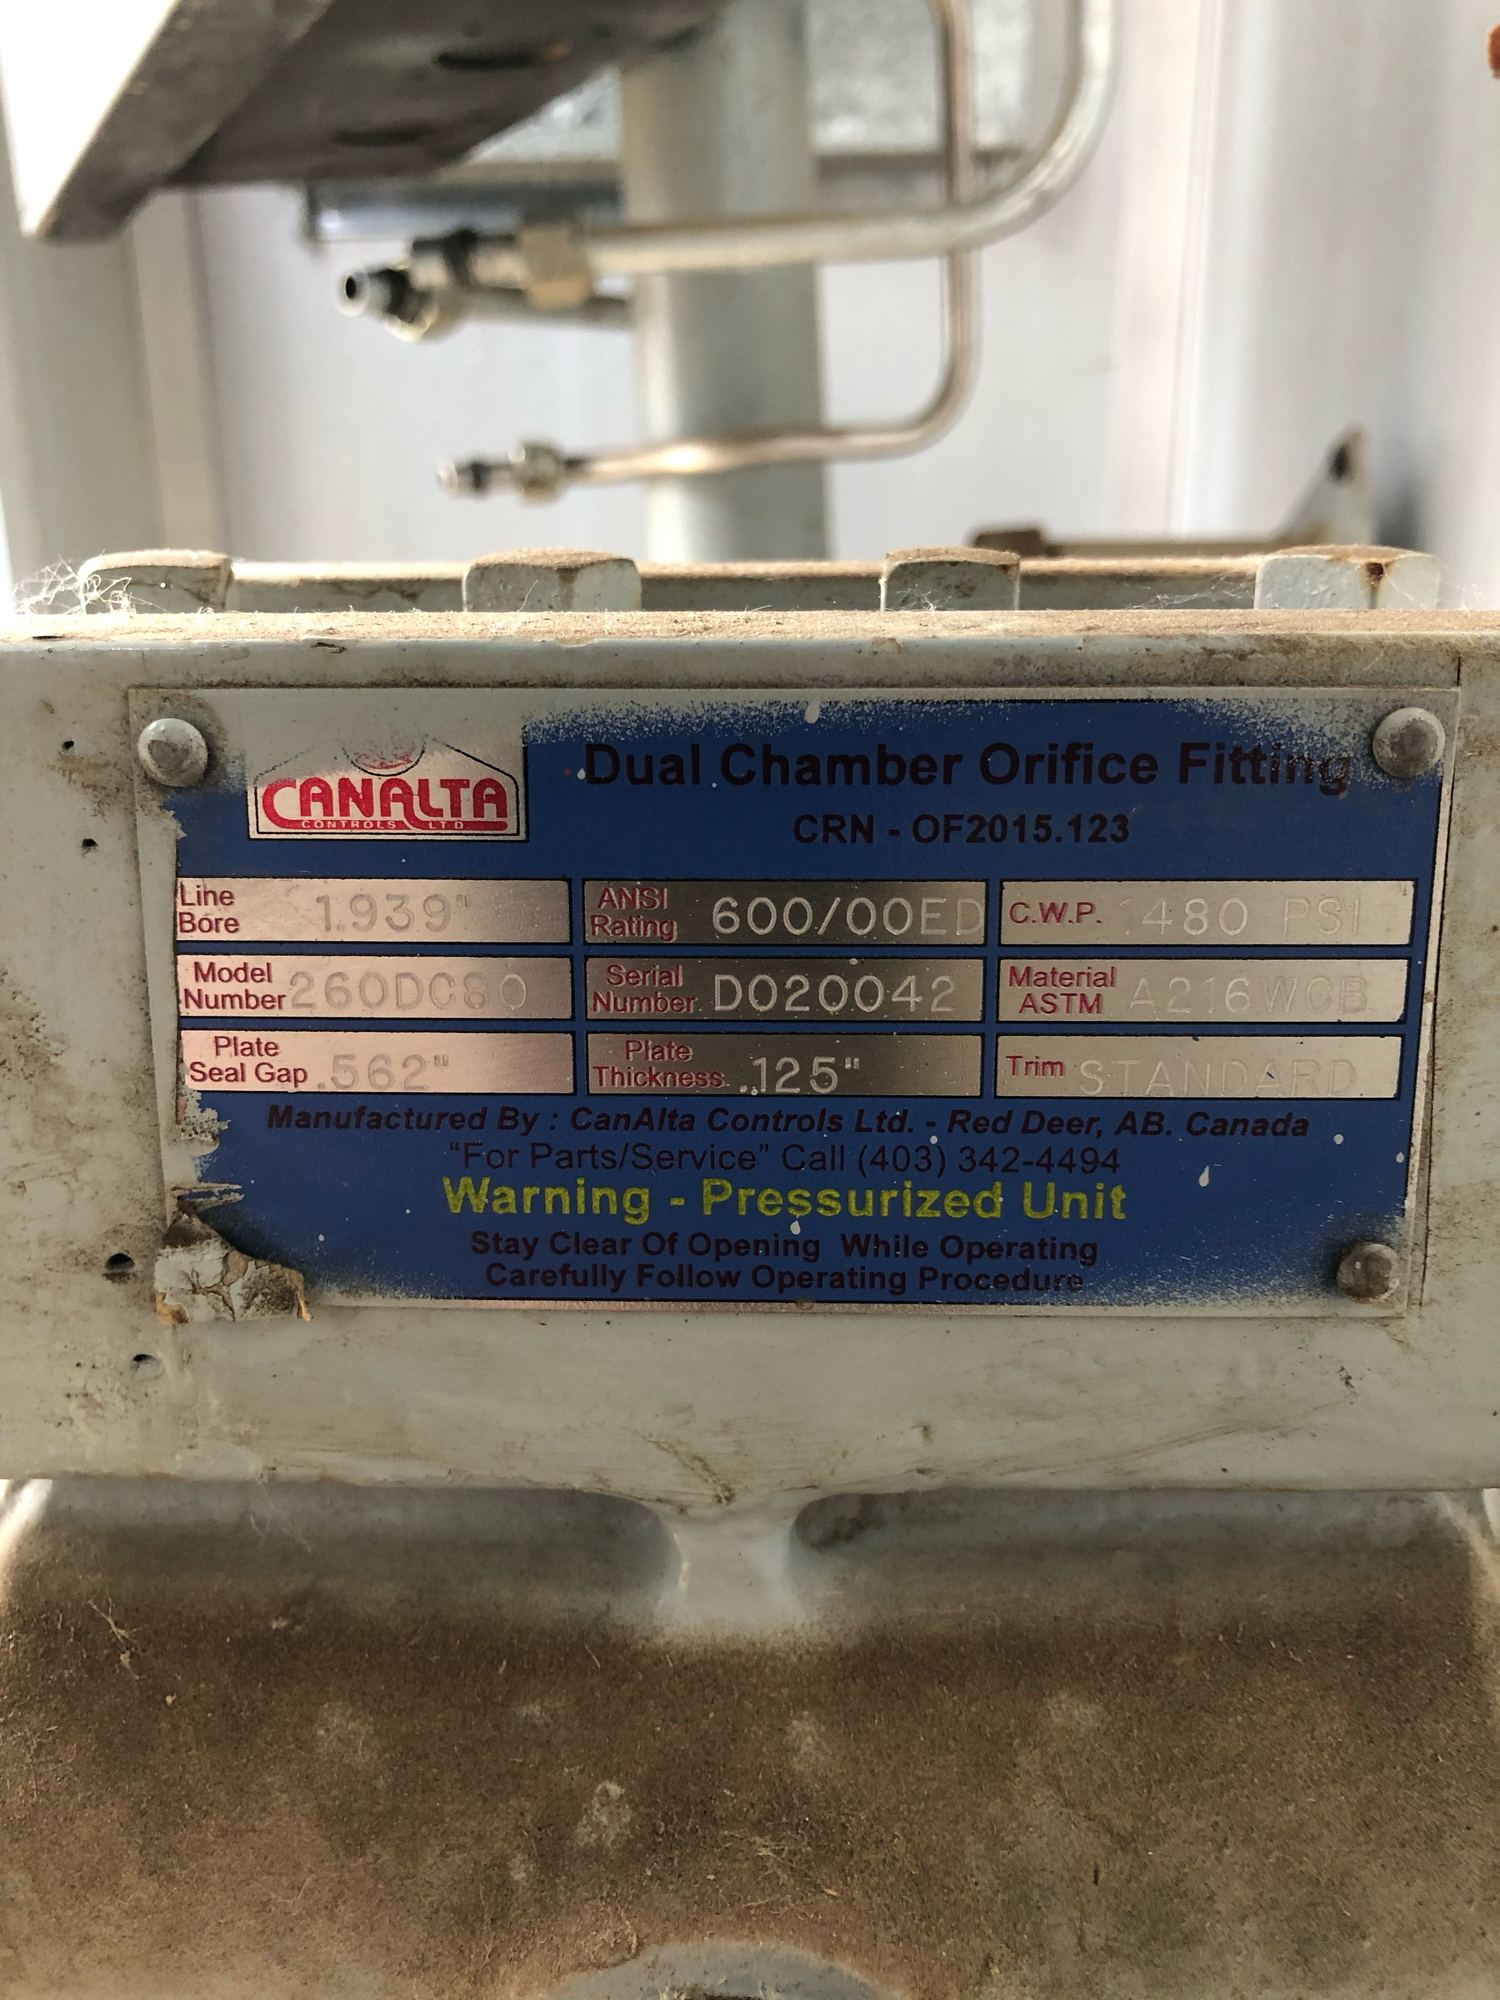 CANALTA
CONTROLS LTD
Dual Chamber Orifice Fitting
CRN - OF2015.123
Line Bore 1.939" ANSI Rating 600/00ED C.W.P. 1480 PSI
Model Number 260DC80 Serial Number D020042 Material ASTM A216WCB
Plate Seal Gap .562" Plate Thickness .125" Trim STANDARD
Manufactured By : CanAlta Controls Ltd. - Red Deer, AB. Canada
"For Parts/Service" Call (403) 342-4494
Warning - Pressurized Unit
Stay Clear Of Opening While Operating
Carefully Follow Operating Procedure